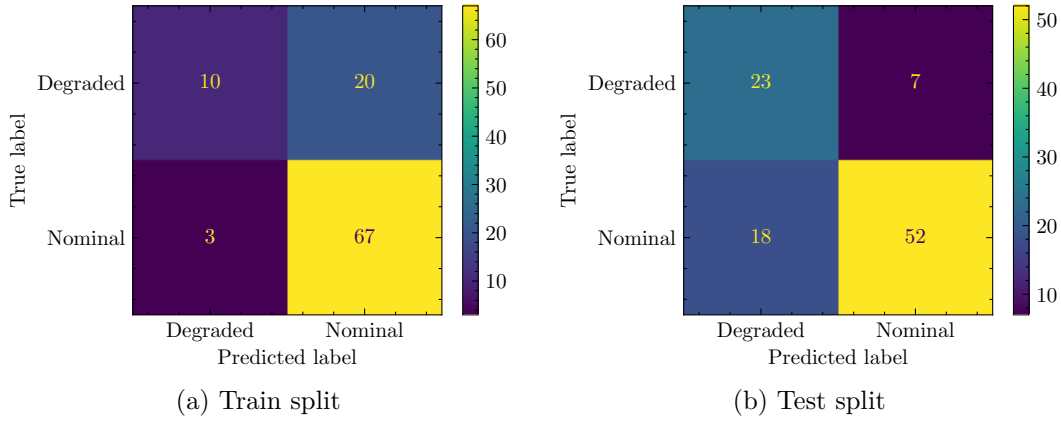 Degraded
Nominal
True label
10
20
3
67
Degraded
Nominal
Predicted label
60
50
40
30
20
10
(a) Train split
Degraded
Nominal
True label
23
7
18
52
Degraded
Nominal
Predicted label
50
40
30
20
10
(b) Test split